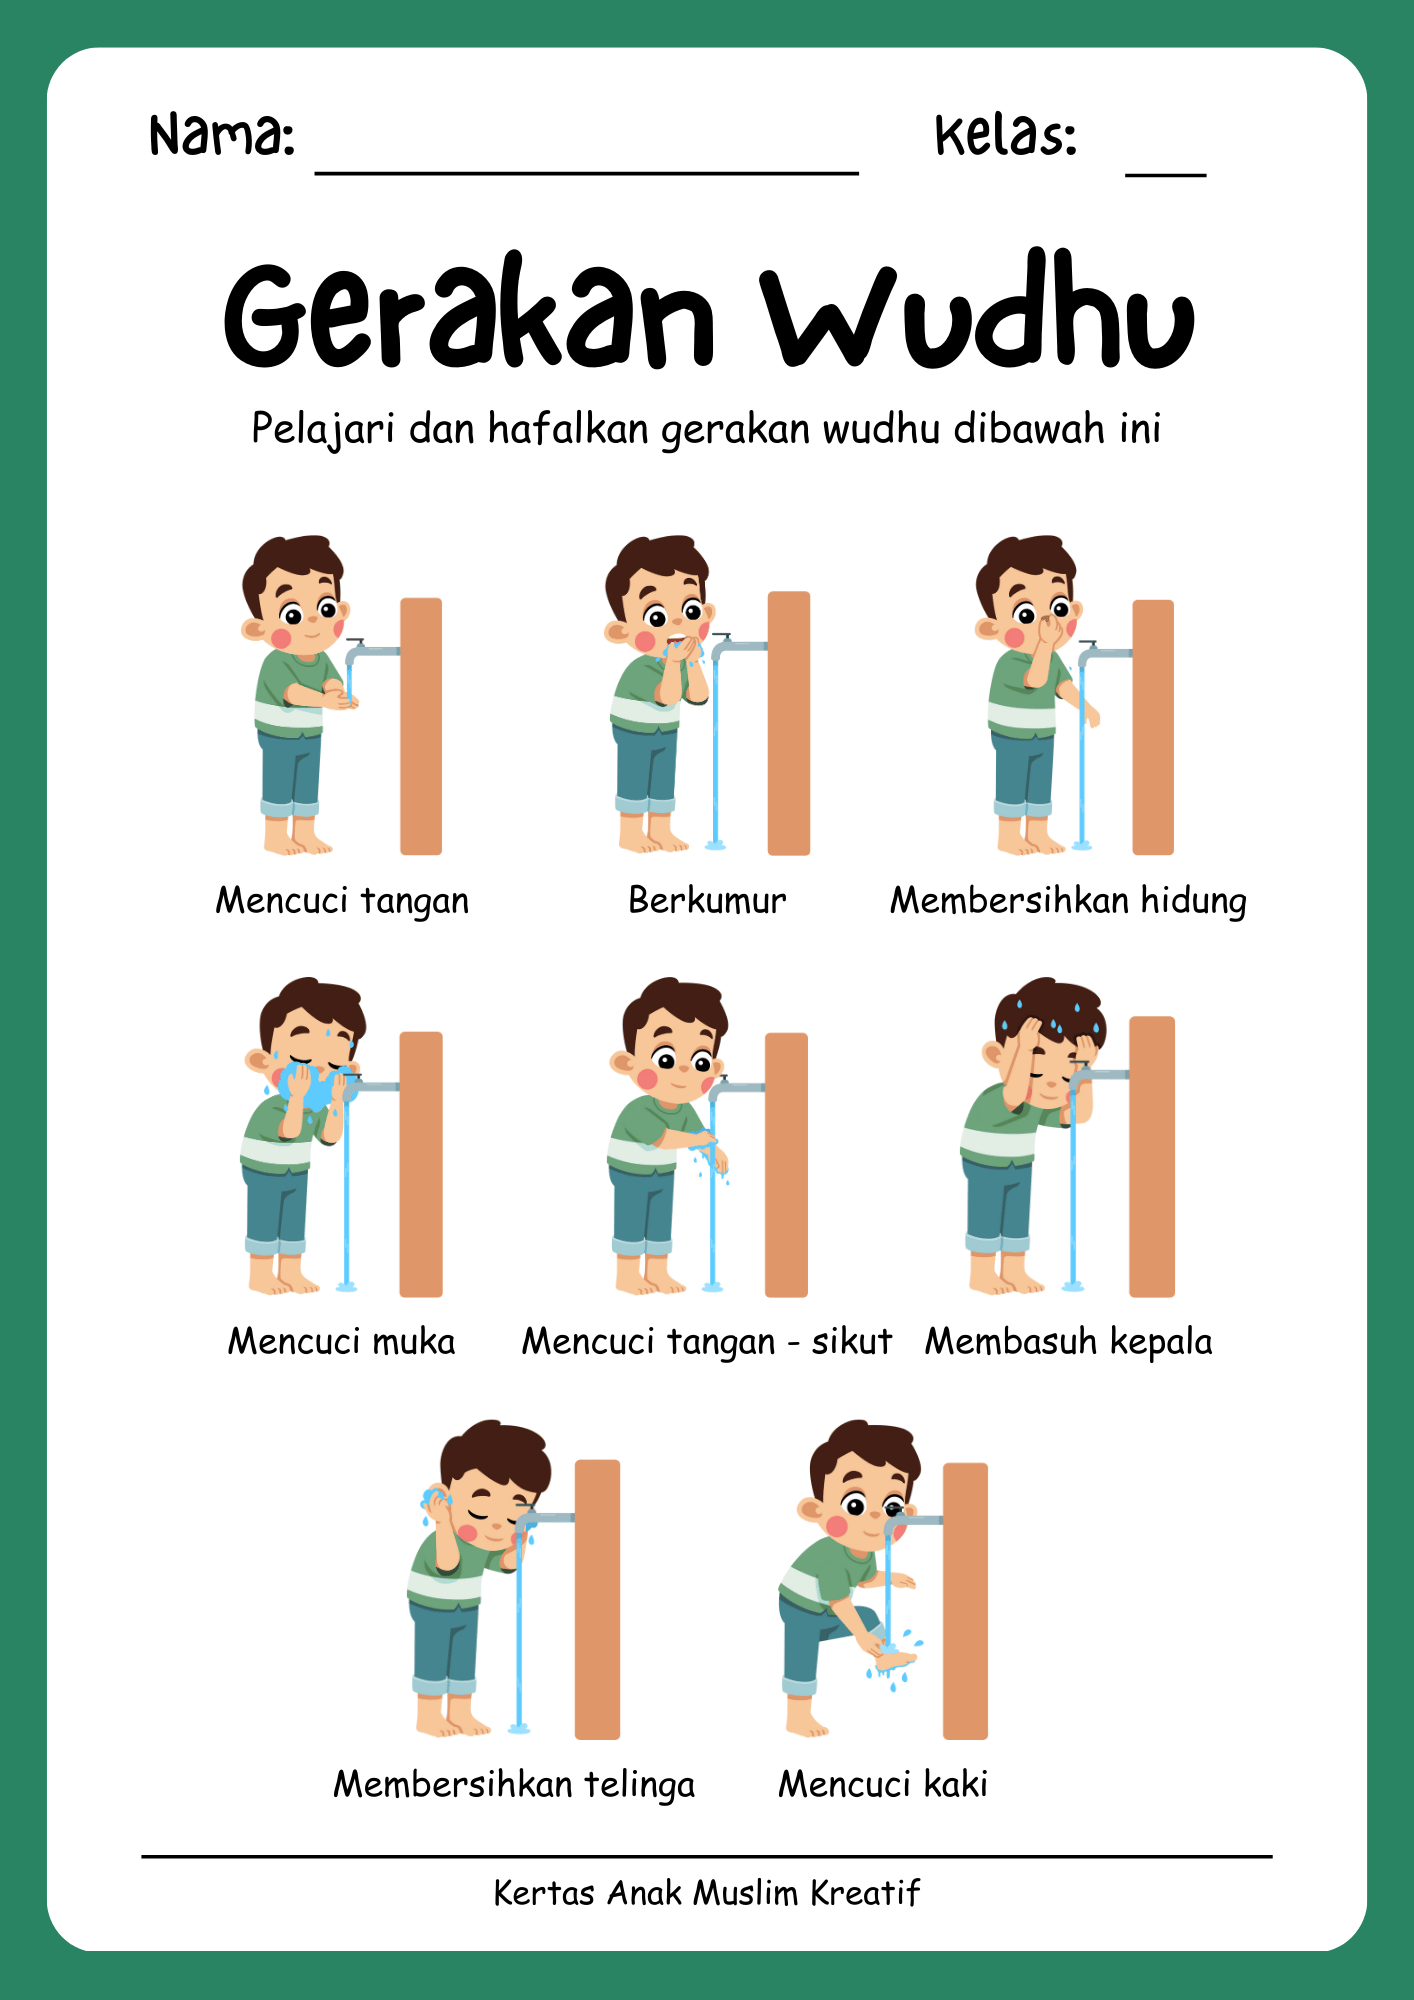 Nama: Kelas:
Gerakan Wudhu
Pelajari dan hafalkan gerakan wudhu dibawah ini
Mencuci tangan
Berkumur
Membersihkan hidung
Mencuci muka
Mencuci tangan - sikut
Membasuh kepala
Membersihkan telinga
Mencuci kaki
Kertas Anak Muslim Kreatif